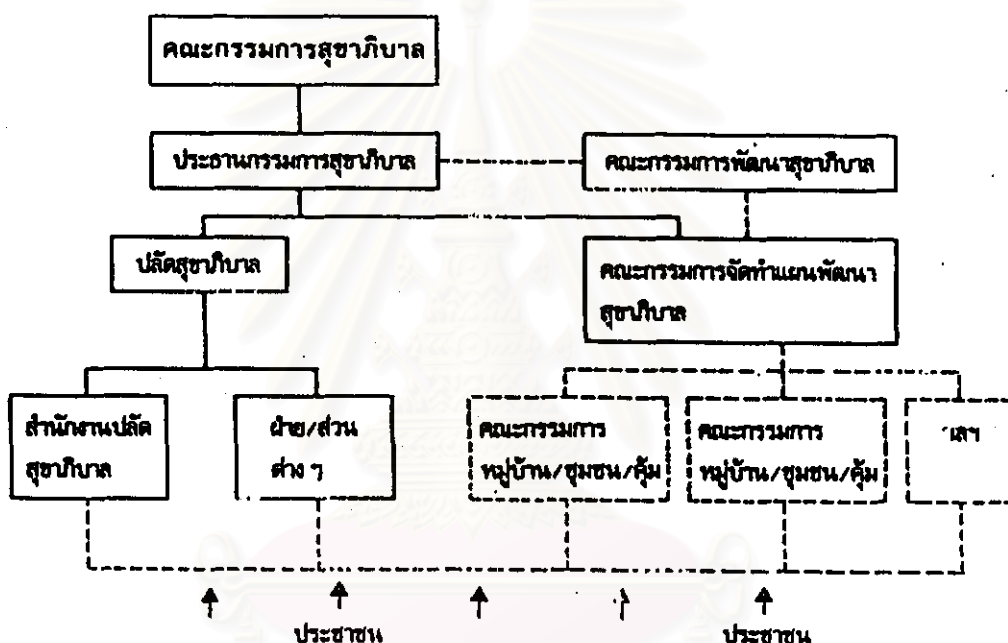 คณะกรรมการสุขาภิบาล
ประธานกรรมการสุขาภิบาล
คณะกรรมการพัฒนาสุขาภิบาล
ปลัดสุขาภิบาล
คณะกรรมการจัดทำแผนพัฒนา
สุขาภิบาล
สำนักงานปลัด
สุขาภิบาล
ฝ่าย/ส่วน
ต่าง ๆ
คณะกรรมการ
หมู่บ้าน/ชุมชน/คุ้ม
คณะกรรมการ
หมู่บ้าน/ชุมชน/คุ้ม
ประชาชน
ประชาชน